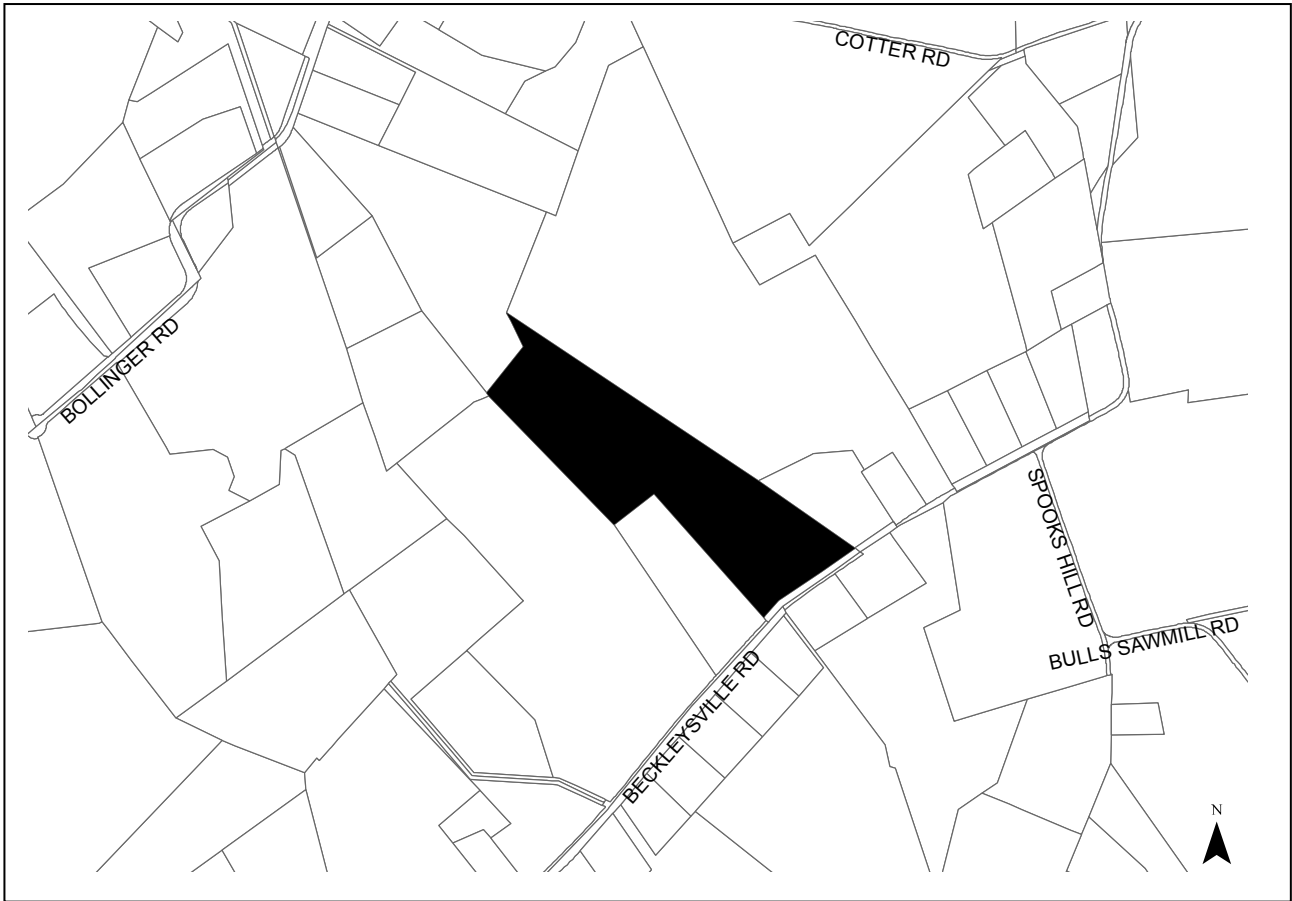 COTTER RD
BOLLINGER RD
SPOOKS HILL RD
BULLS SAWMILL RD
BECKLEYSVILLE RD
N